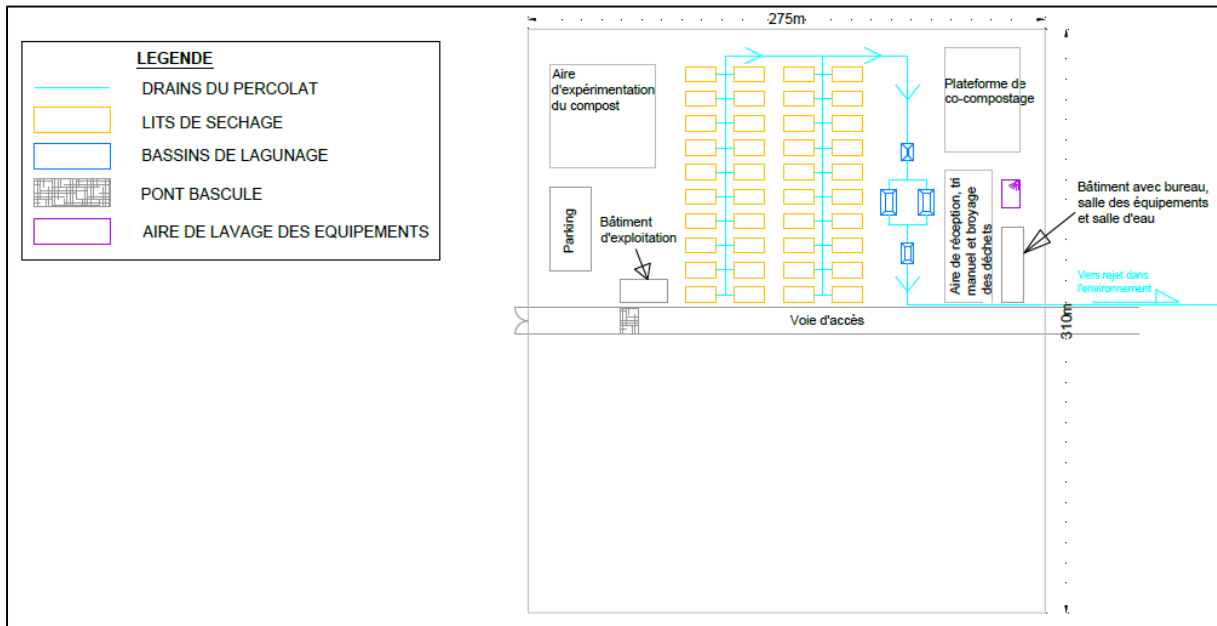 LEGENDE
DRAINS DU PERCOLAT
LITS DE SECHAGE
BASSINS DE LAGUNAGE
PONT BASCULE
AIRE DE LAVAGE DES EQUIPEMENTS
275m
Aire
d'expérimentation
du compost
Plateforme de
co-compostage
Parking
Bâtiment
d'exploitation
Aire de réception, tri
manuel et broyage
des déchets
Bâtiment avec bureau,
salle des équipements
et salle d'eau
Vers rejet dans
l'environnement
Voie d'accès
310m